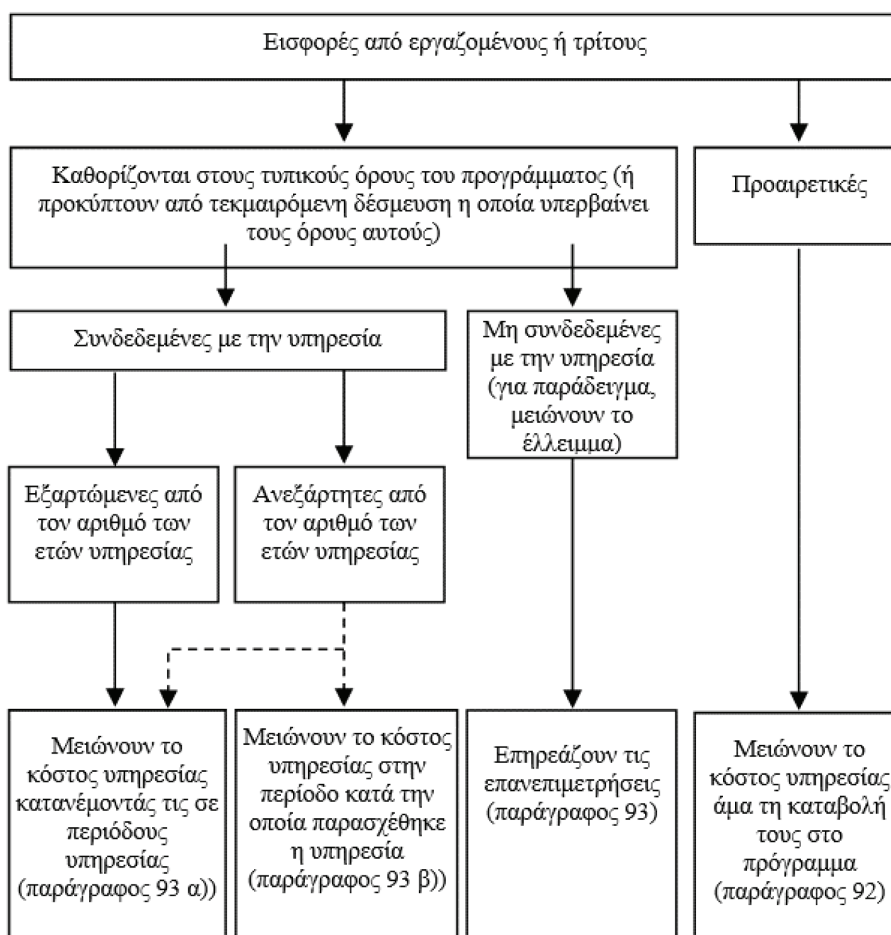 Εισφορές από εργαζομένους ή τρίτους
Καθορίζονται στους τυπικούς όρους του προγράμματος (ή
προκύπτουν από τεκμαιρόμενη δέσμευση η οποία υπερβαίνει
τους όρους αυτούς)
Προαιρετικές
Συνδεδεμένες με την υπηρεσία
Μη συνδεδεμένες
με την υπηρεσία
(για παράδειγμα,
μειώνουν το
έλλειμμα)
Εξαρτώμενες από
τον αριθμό των
ετών υπηρεσίας
Ανεξάρτητες από
τον αριθμό των
ετών υπηρεσίας
Μειώνουν το
κόστος υπηρεσίας
κατανέμοντάς τις σε
περιόδους
υπηρεσίας
(παράγραφος 93 α))
Μειώνουν το κόστος
υπηρεσίας στην
περίοδο κατά την
οποία παρασχέθηκε
η υπηρεσία
(παράγραφος 93 β))
Επηρεάζουν τις
επανεπιμετρήσεις
(παράγραφος 93)
Μειώνουν το
κόστος υπηρεσίας
άμα τη καταβολή
τους στο
πρόγραμμα
(παράγραφος 92)